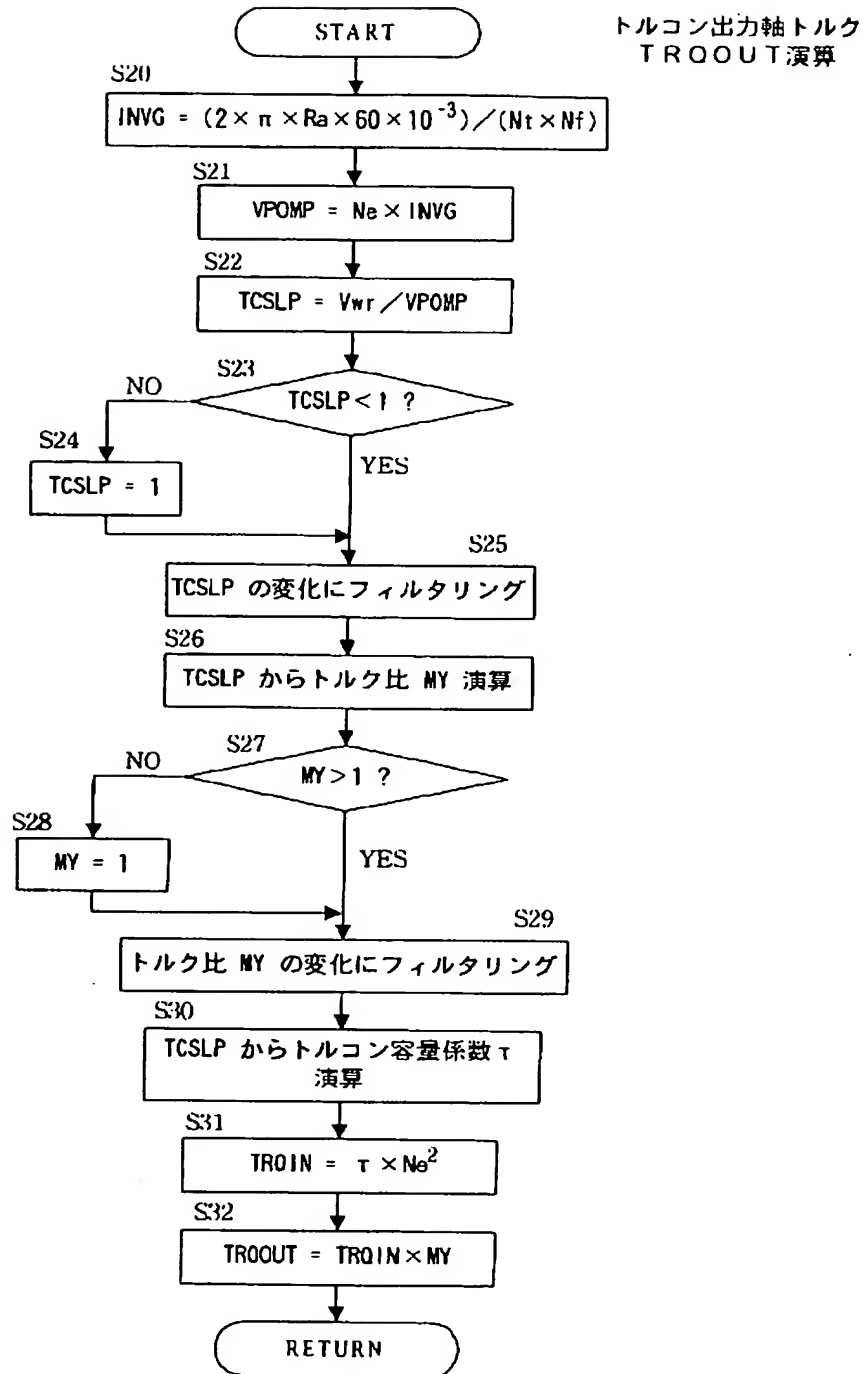 START
トルコン出力軸トルク
TRQOUT演算
S20
INVG = (2×π×Ra×60×10⁻³)/(Nt×Nf)
S21
VPOMP = Ne×INVG
S22
TCSLP = Vwr/VPOMP
S23
NO
TCSLP<1 ?
S24
YES
TCSLP = 1
S25
TCSLP の変化にフィルタリング
S26
TCSLP からトルク比 MY 演算
S27
NO
MY>1 ?
S28
YES
MY = 1
S29
トルク比 MY の変化にフィルタリング
S30
TCSLP からトルコン容量係数τ
演算
S31
TRQIN = τ×Ne²
S32
TRQOUT = TRQIN×MY
RETURN